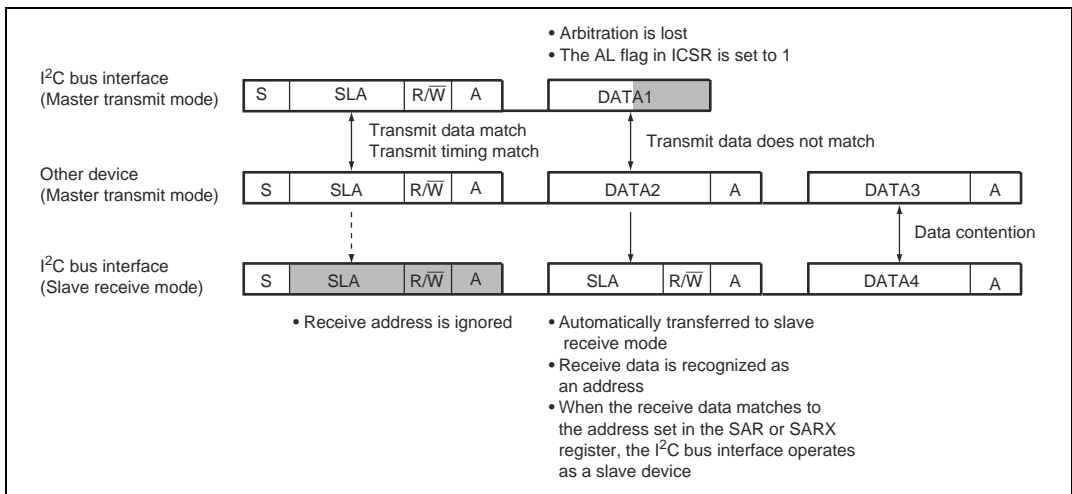 • Arbitration is lost
• The AL flag in ICSR is set to 1
I²C bus interface
(Master transmit mode)
S SLA R/W̅ A DATA1
Transmit data match
Transmit timing match
Transmit data does not match
Other device
(Master transmit mode)
S SLA R/W̅ A DATA2 A DATA3 A
Data contention
I²C bus interface
(Slave receive mode)
S SLA R/W̅ A SLA R/W̅ A DATA4 A
• Receive address is ignored
• Automatically transferred to slave
receive mode
• Receive data is recognized as
an address
• When the receive data matches to
the address set in the SAR or SARX
register, the I²C bus interface operates
as a slave device